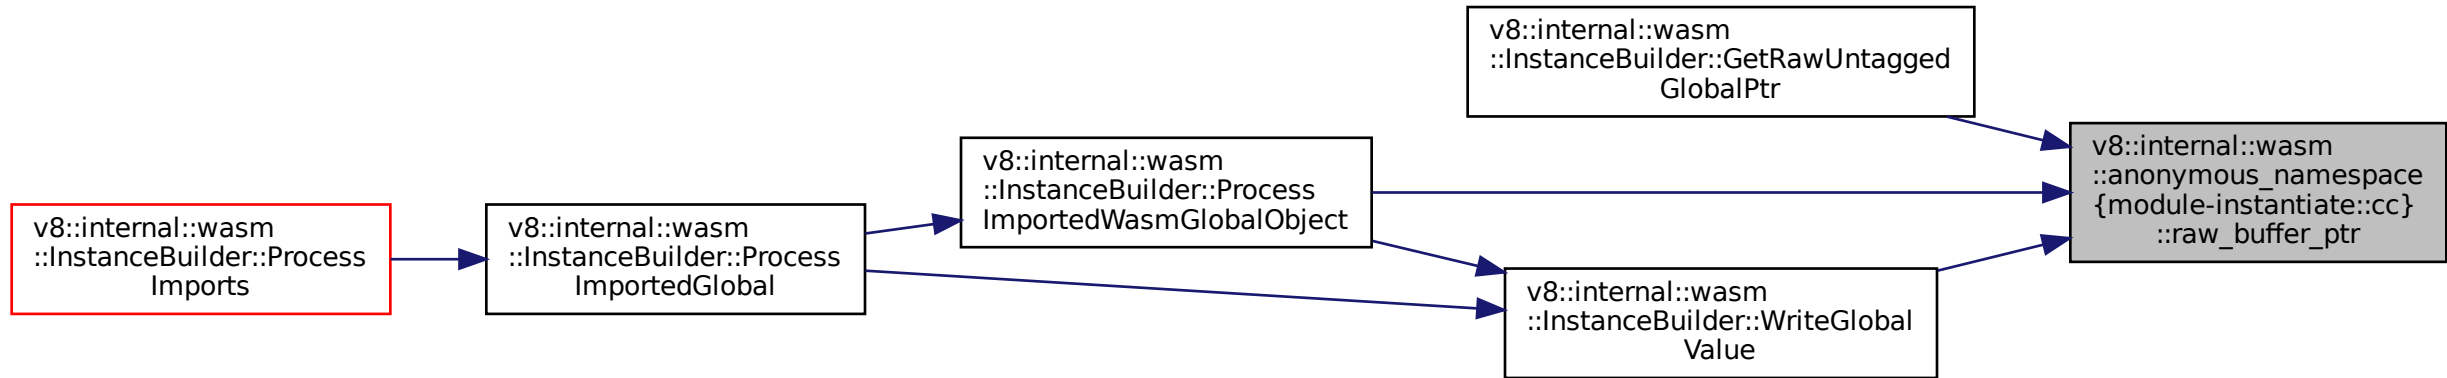 v8::internal::wasm
::InstanceBuilder::Process
Imports
v8::internal::wasm
::InstanceBuilder::Process
ImportedGlobal
v8::internal::wasm
::InstanceBuilder::Process
ImportedWasmGlobalObject
v8::internal::wasm
::InstanceBuilder::GetRawUntagged
GlobalPtr
v8::internal::wasm
::InstanceBuilder::WriteGlobal
Value
v8::internal::wasm
::anonymous_namespace
{module-instantiate::cc}
::raw_buffer_ptr